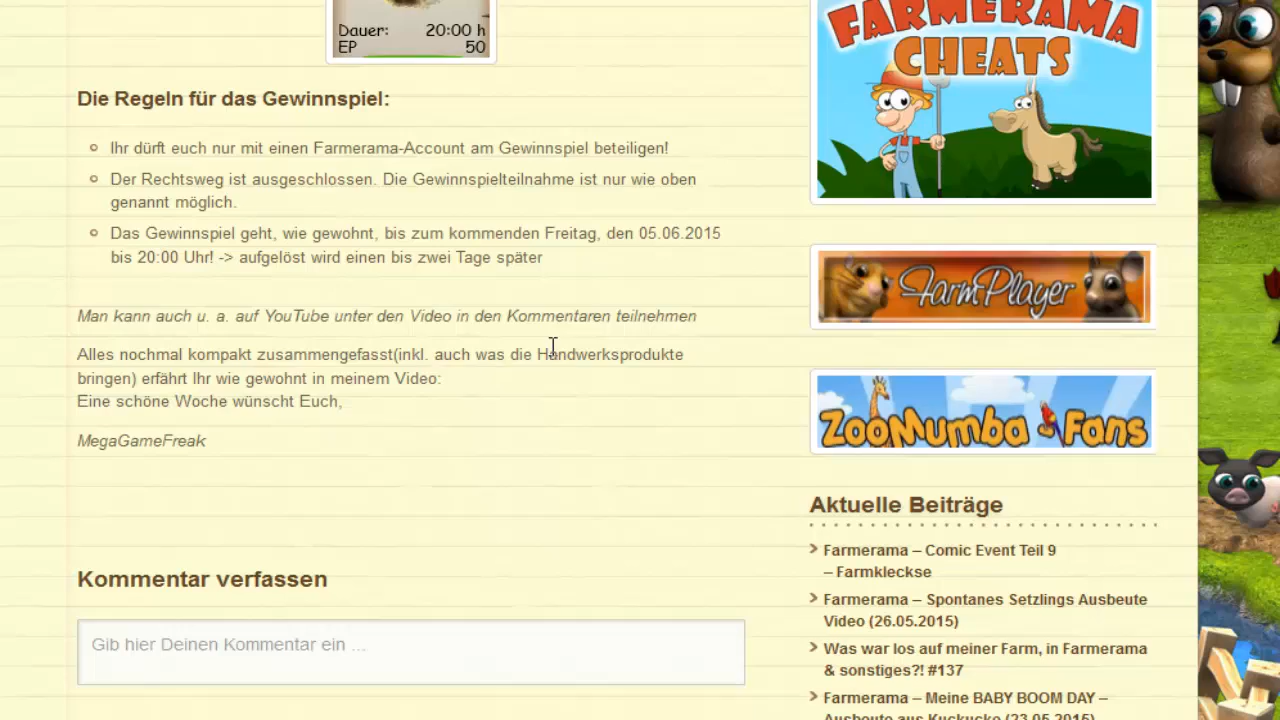 Dauer: 20:00 h
EP 50
Die Regeln für das Gewinnspiel:
Ihr dürft euch nur mit einen Farmerama-Account am Gewinnspiel beteiligen!
Der Rechtsweg ist ausgeschlossen. Die Gewinnspielteilnahme ist nur wie oben
genannt möglich.
Das Gewinnspiel geht, wie gewohnt, bis zum kommenden Freitag, den 05.06.2015
bis 20:00 Uhr! -> aufgelöst wird einen bis zwei Tage später
Man kann auch u. a. auf YouTube unter den Video in den Kommentaren teilnehmen
Alles nochmal kompakt zusammengefasst(inkl. auch was die Handwerksprodukte
bringen) erfährt Ihr wie gewohnt in meinem Video:
Eine schöne Woche wünscht Euch,
MegaGameFreak
Kommentar verfassen
Gib hier Deinen Kommentar ein ...
FARMERAMA
CHEATS
FarmPlayer
ZooMumba Fans
Aktuelle Beiträge
Farmerama – Comic Event Teil 9
– Farmkleckse
Farmerama – Spontanes Setzlings Ausbeute
Video (26.05.2015)
Was war los auf meiner Farm, in Farmerama
& sonstiges?! #137
Farmerama – Meine BABY BOOM DAY –
Ausbeute aus Kuckucke (23.05.2015)